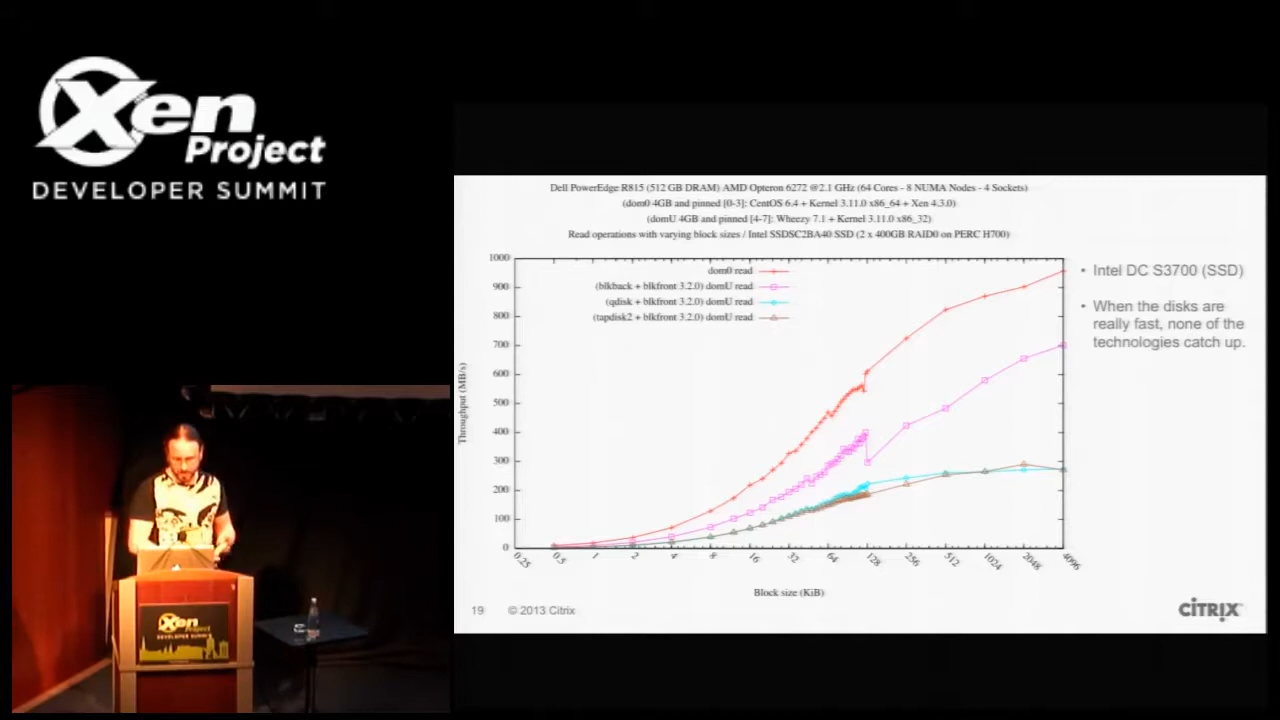 Xen
Project
DEVELOPER SUMMIT
Dell PowerEdge R815 (512 GB DRAM) AMD Opteron 6272 @2.1 GHz (64 Cores - 8 NUMA Nodes - 4 Sockets)
(dom0 4GB and pinned [0-3]: CentOS 6.4 + Kernel 3.11.0 x86_64 + Xen 4.3.0)
(domU 4GB and pinned [4-7]: Wheezy 7.1 + Kernel 3.11.0 x86_32)
Read operations with varying block sizes / Intel SSDSC2BA40 SSD (2 x 400GB RAID0 on PERC H700)
dom0 read
(blkback + blkfront 3.2.0) domU read
(qdisk + blkfront 3.2.0) domU read
(tapdisk2 + blkfront 3.2.0) domU read
1000
900
800
700
600
500
400
300
200
100
0
Throughput (MB/s)
0.25
0.5
1
2
4
8
16
32
64
128
256
512
1024
2048
4096
Block size (KiB)
• Intel DC S3700 (SSD)
• When the disks are
really fast, none of the
technologies catch up.
19
© 2013 Citrix
CITRIX
Xen
Project
DEVELOPER SUMMIT